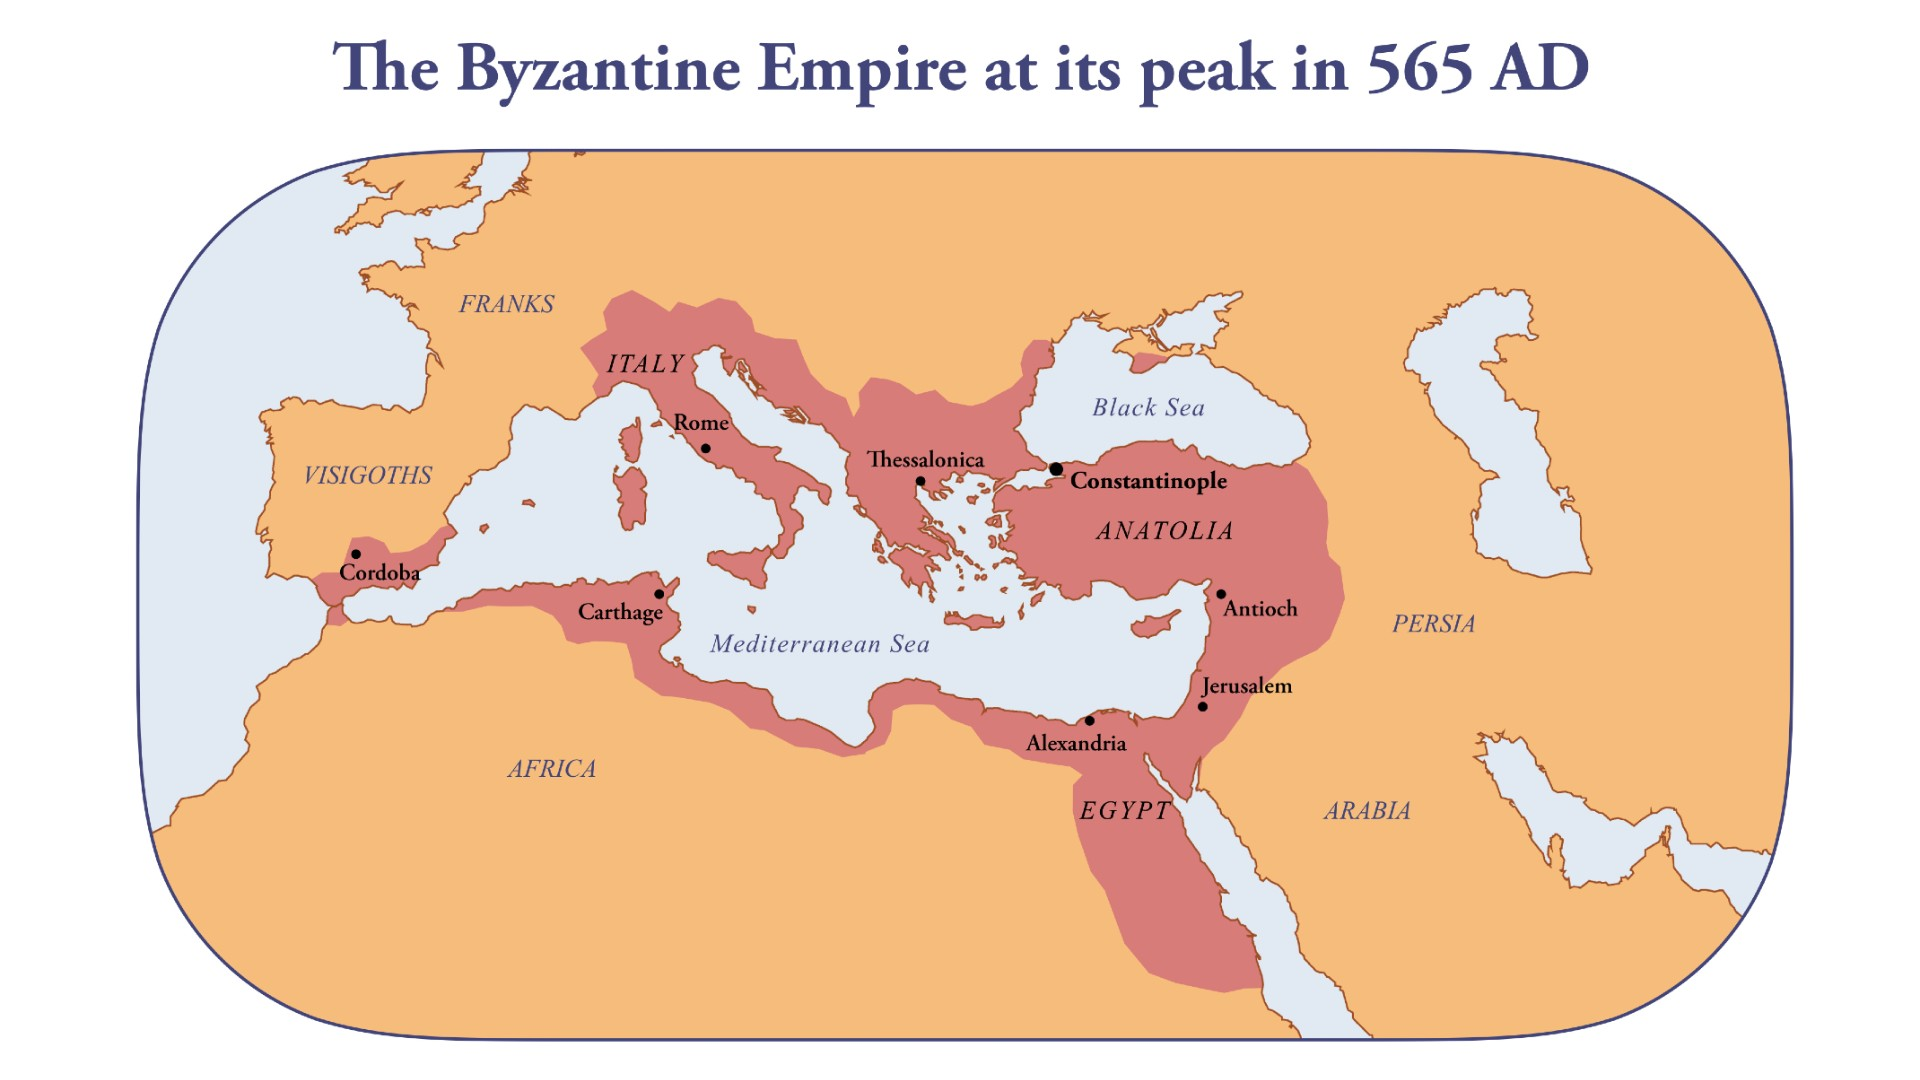 The Byzantine Empire at its peak in 565 AD
FRANKS
ITALY
Black Sea
Rome
Thessalonica
VISIGOTHS
Constantinople
ANATOLIA
Cordoba
Carthage
Antioch
PERSIA
Mediterranean Sea
Jerusalem
Alexandria
AFRICA
EGYPT
ARABIA